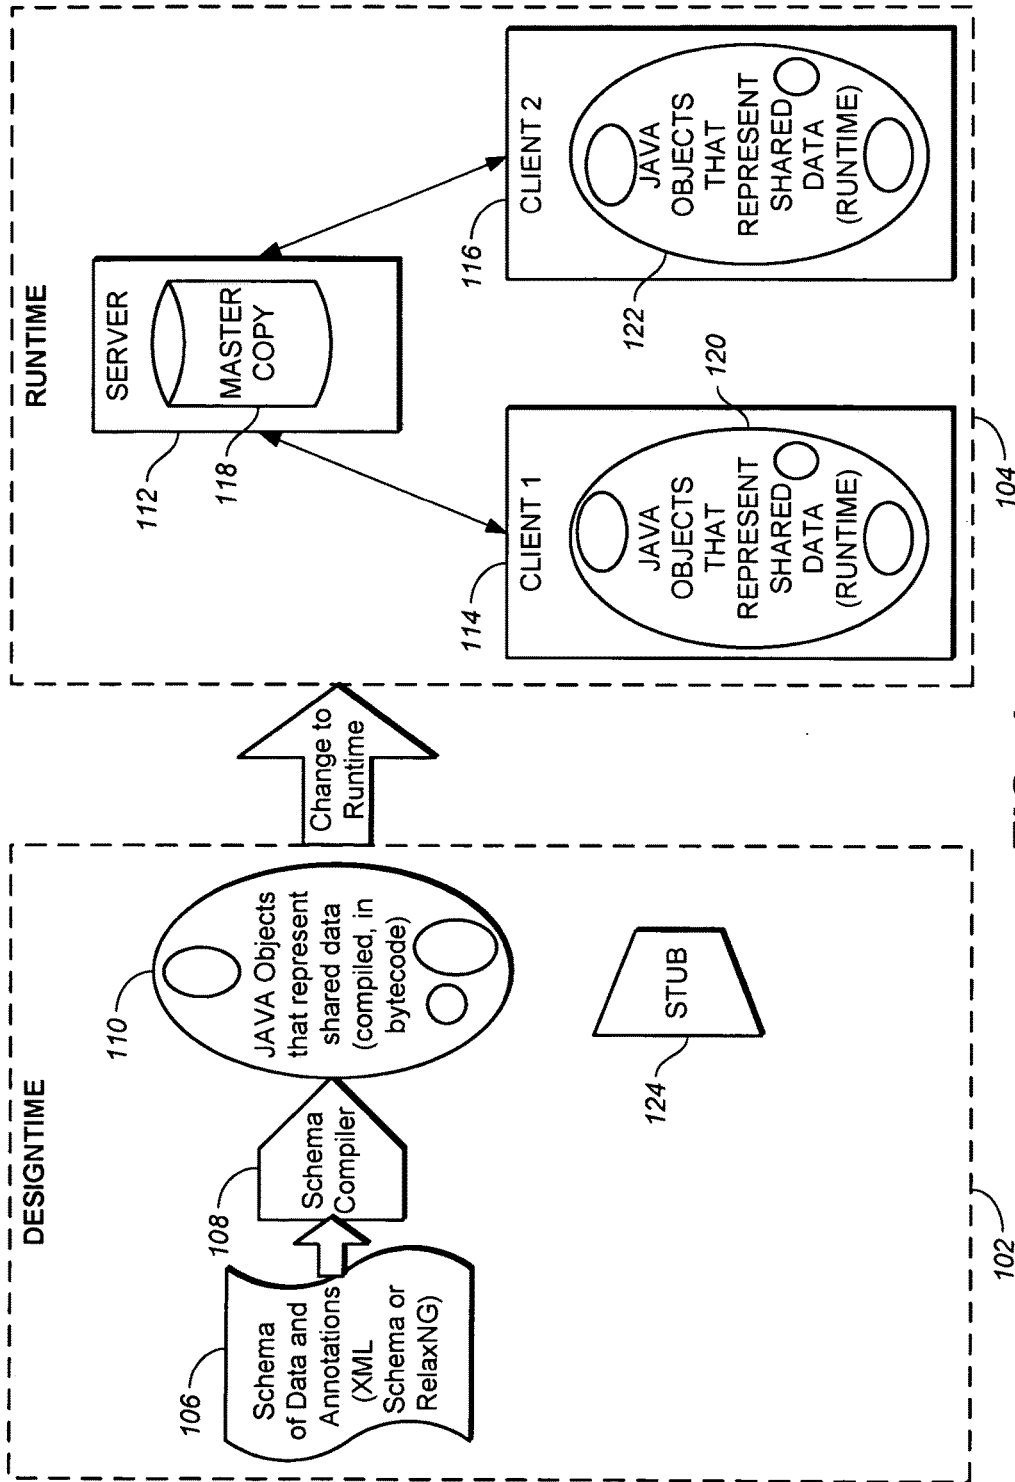 DESIGNTIME
106
Schema
of Data and
Annotations
(XML
Schema or
RelaxNG)
108
Schema
Compiler
110
JAVA Objects
that represent
shared data
(compiled, in
bytecode)
124
STUB
102
Change to
Runtime
RUNTIME
SERVER
MASTER
COPY
112
118
114
CLIENT 1
JAVA
OBJECTS
THAT
REPRESENT
SHARED
DATA
(RUNTIME)
120
116
CLIENT 2
JAVA
OBJECTS
THAT
REPRESENT
SHARED
DATA
(RUNTIME)
122
104